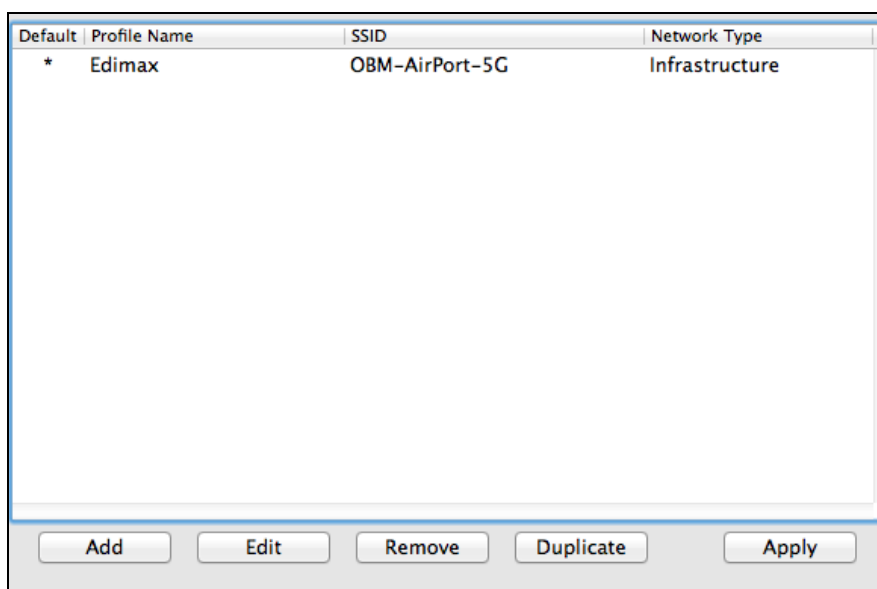 Default Profile Name SSID Network Type
* Edimax OBM-AirPort-5G Infrastructure
Add Edit Remove Duplicate Apply